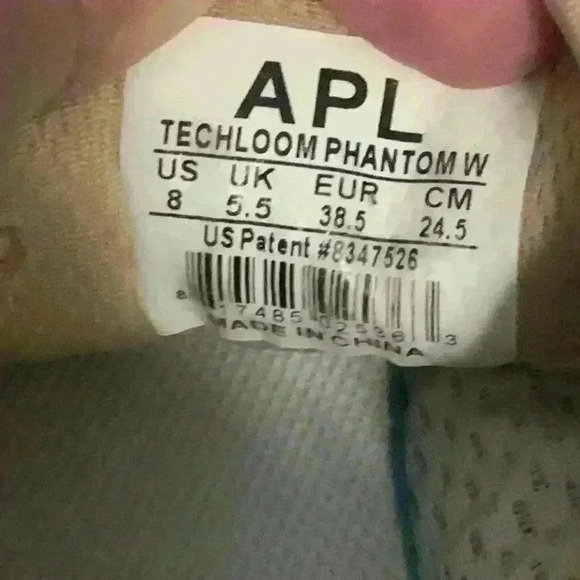 APL
TECHLOOM PHANTOM W
US UK EUR CM
8 5.5 38.5 24.5
US Patent #8347526
MADE IN CHINA